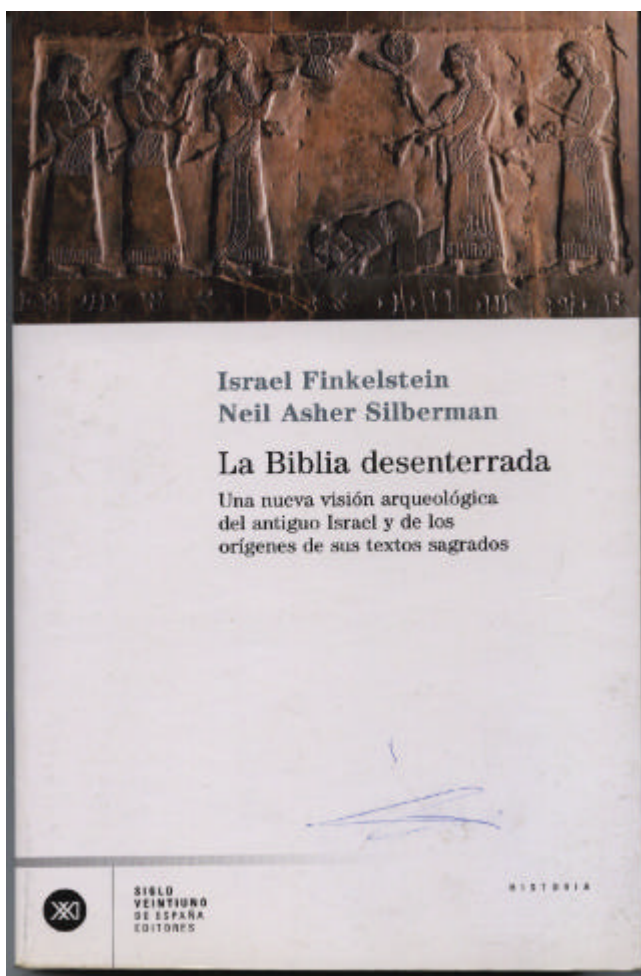 Israel Finkelstein
Neil Asher Silberman
La Biblia desenterrada
Una nueva visión arqueológica
del antiguo Israel y de los
orígenes de sus textos sagrados
XXI
SIGLO
VEINTIUNO
DE ESPAÑA
EDITORES
HISTORIA